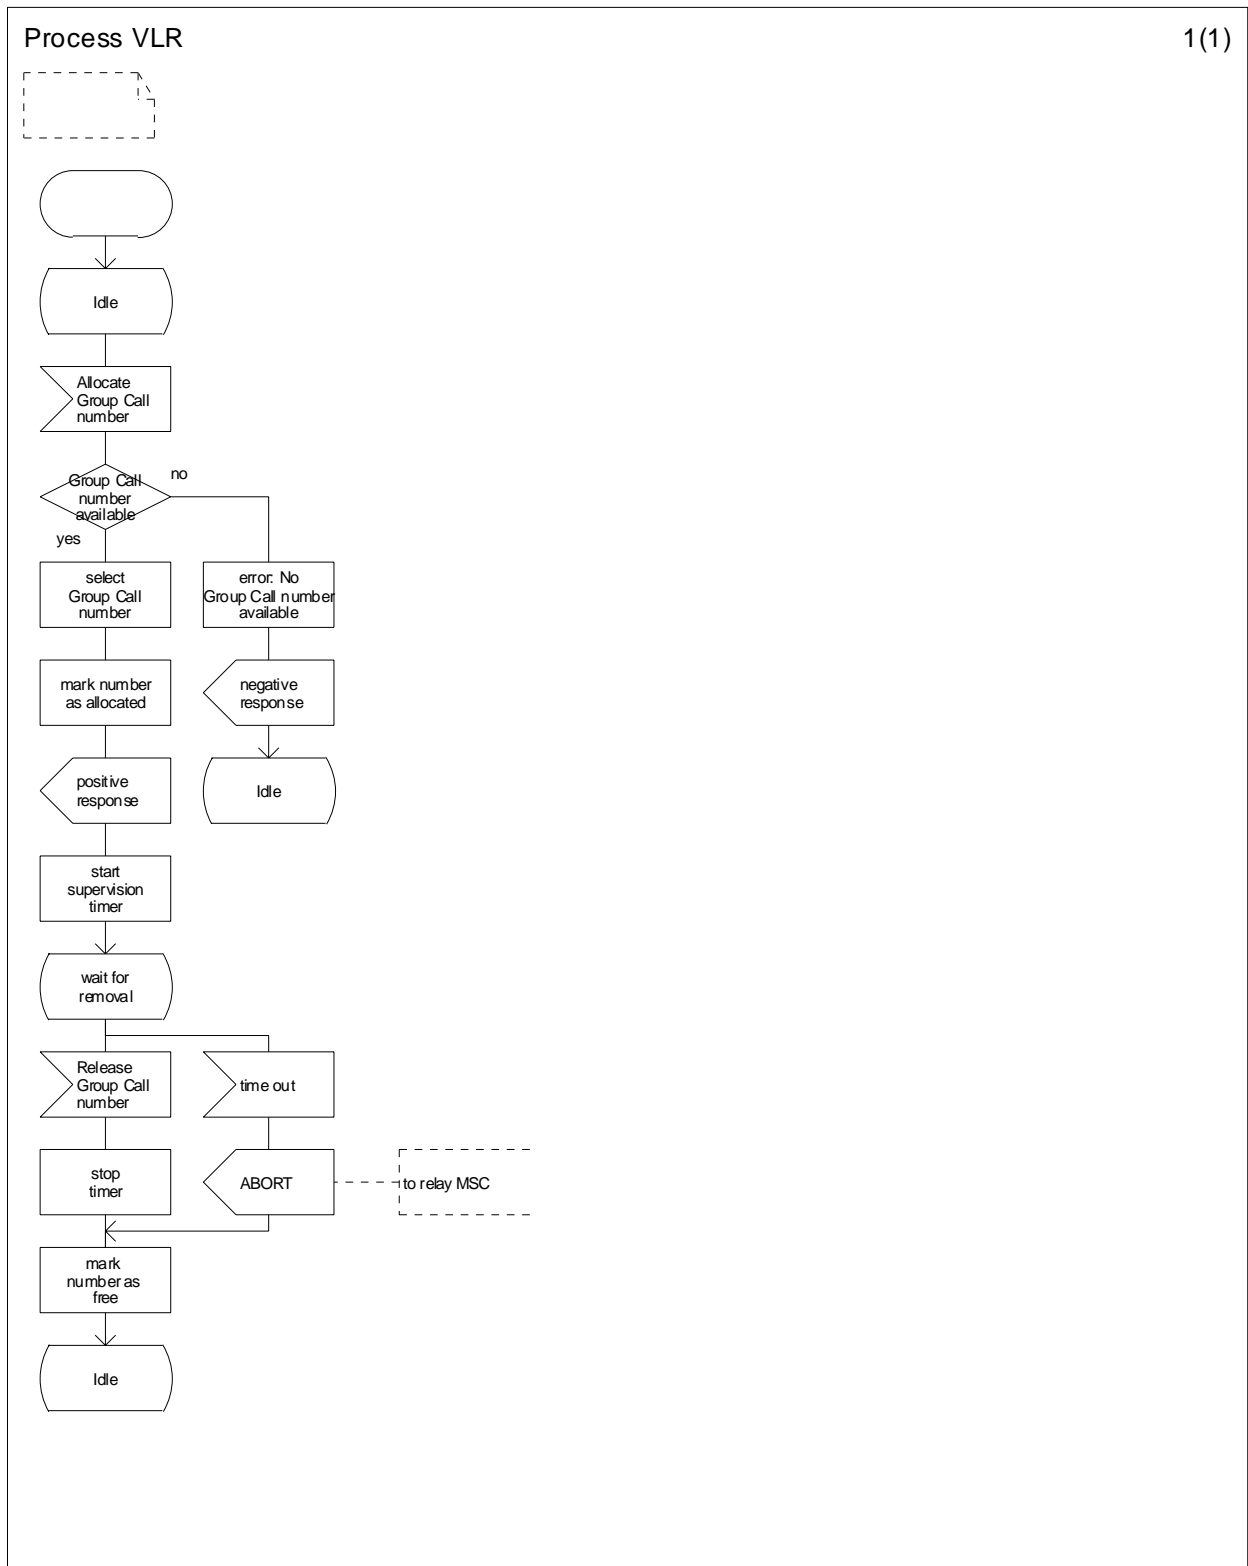 Process VLR
1(1)
Idle
Allocate
Group Call
number
Group Call
number
available
no
yes
select
Group Call
number
error: No
Group Call number
available
mark number
as allocated
negative
response
positive
response
Idle
start
supervision
timer
wait for
removal
Release
Group Call
number
time out
stop
timer
ABORT
to relay MSC
mark
number as
free
Idle